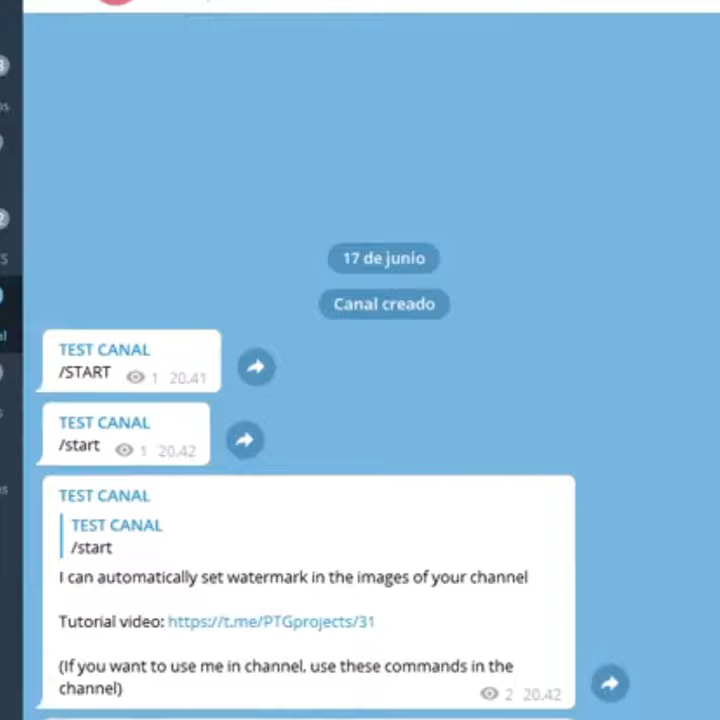 17 de junio
Canal creado
TEST CANAL
/START 1 20.41
TEST CANAL
/start 1 20.42
TEST CANAL
TEST CANAL
/start
I can automatically set watermark in the images of your channel
Tutorial video: https://t.me/PTGprojects/31
(If you want to use me in channel, use these commands in the
channel) 2 20.42